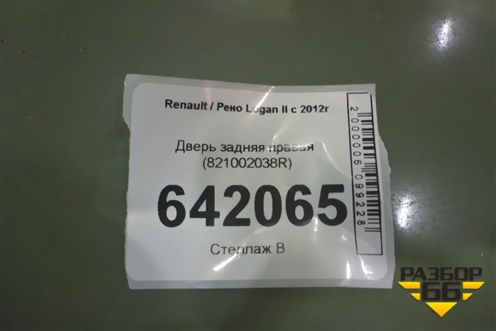 Renault / Рено Logan II с 2012г
Дверь задняя правая
(821002038R)
642065
Стеллаж В
2000006099228
РАЗБОР
66